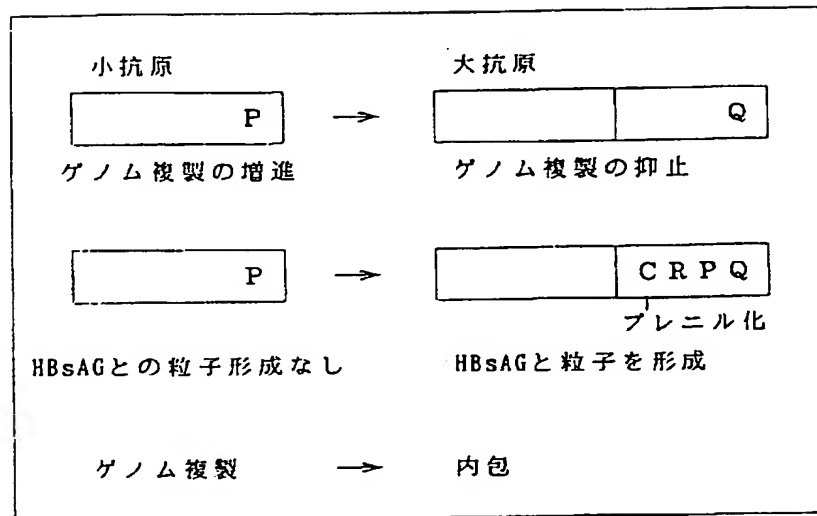 小抗原 大抗原
P → Q
ゲノム複製の増進 ゲノム複製の抑止
P → CRPQ
プレニル化
HBsAGとの粒子形成なし HBsAGと粒子を形成
ゲノム複製 → 内包